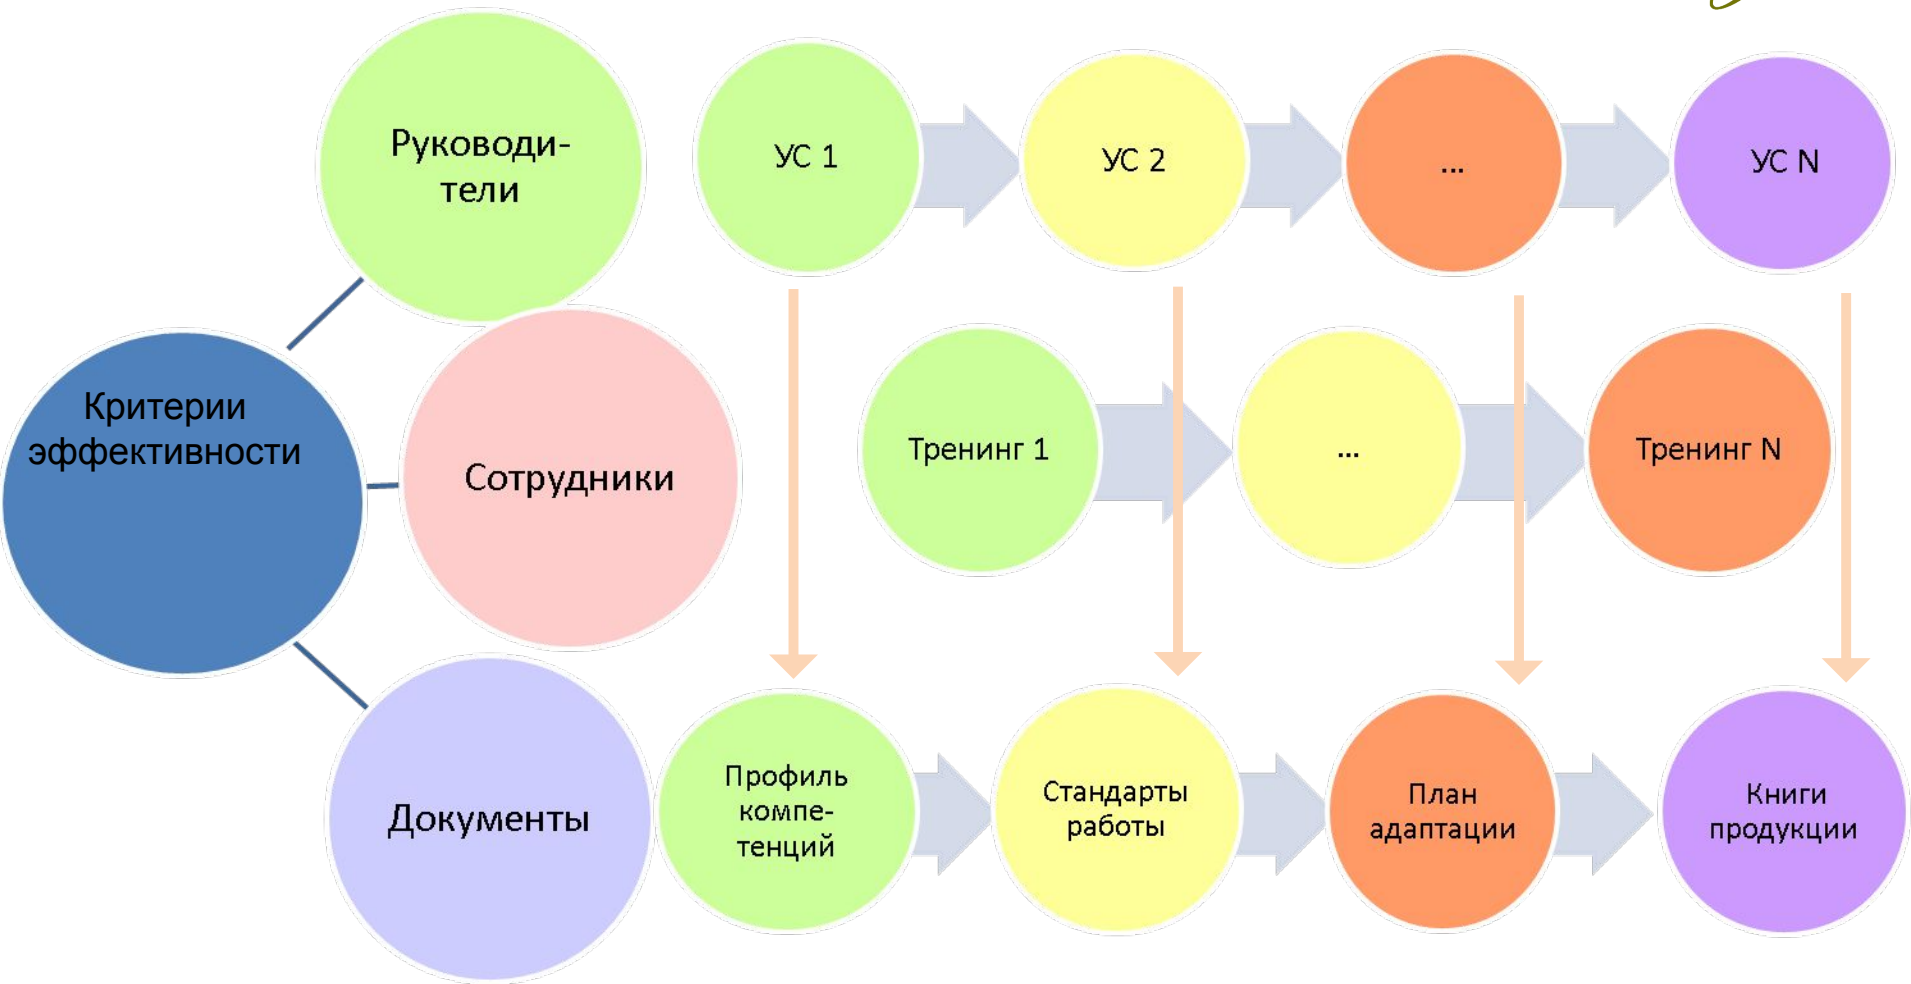 Руководи-
тели
УС 1
УС 2
...
УС N
Критерии
эффективности
Сотрудники
Тренинг 1
...
Тренинг N
Документы
Профиль
компе-
тенций
Стандарты
работы
План
адаптации
Книги
продукции